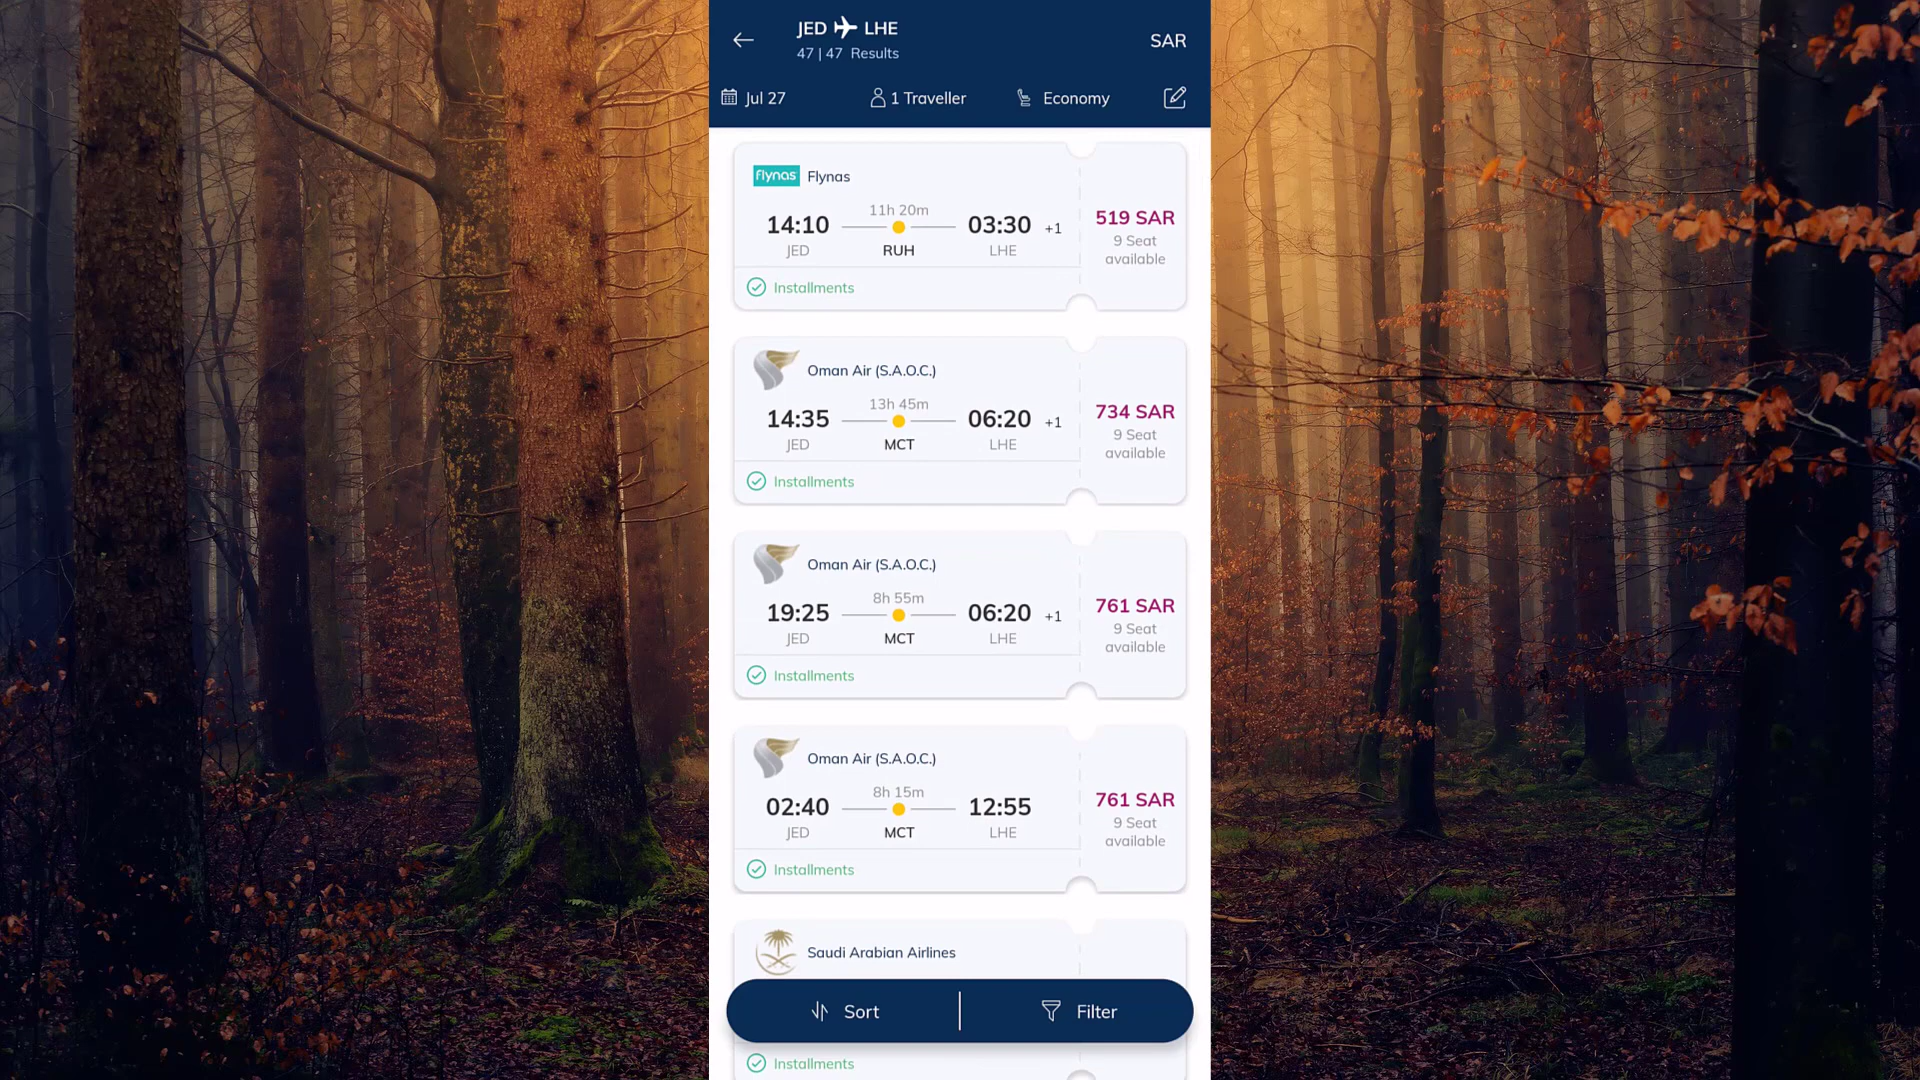 JED ✈ LHE
47 | 47 Results
SAR
Jul 27
1 Traveller
Economy
flynas Flynas
11h 20m
14:10 03:30 +1
JED RUH LHE
519 SAR
9 Seat
available
Installments
Oman Air (S.A.O.C.)
13h 45m
14:35 06:20 +1
JED MCT LHE
734 SAR
9 Seat
available
Installments
Oman Air (S.A.O.C.)
8h 55m
19:25 06:20 +1
JED MCT LHE
761 SAR
9 Seat
available
Installments
Oman Air (S.A.O.C.)
8h 15m
02:40 12:55
JED MCT LHE
761 SAR
9 Seat
available
Installments
Saudi Arabian Airlines
Sort
Filter
Installments